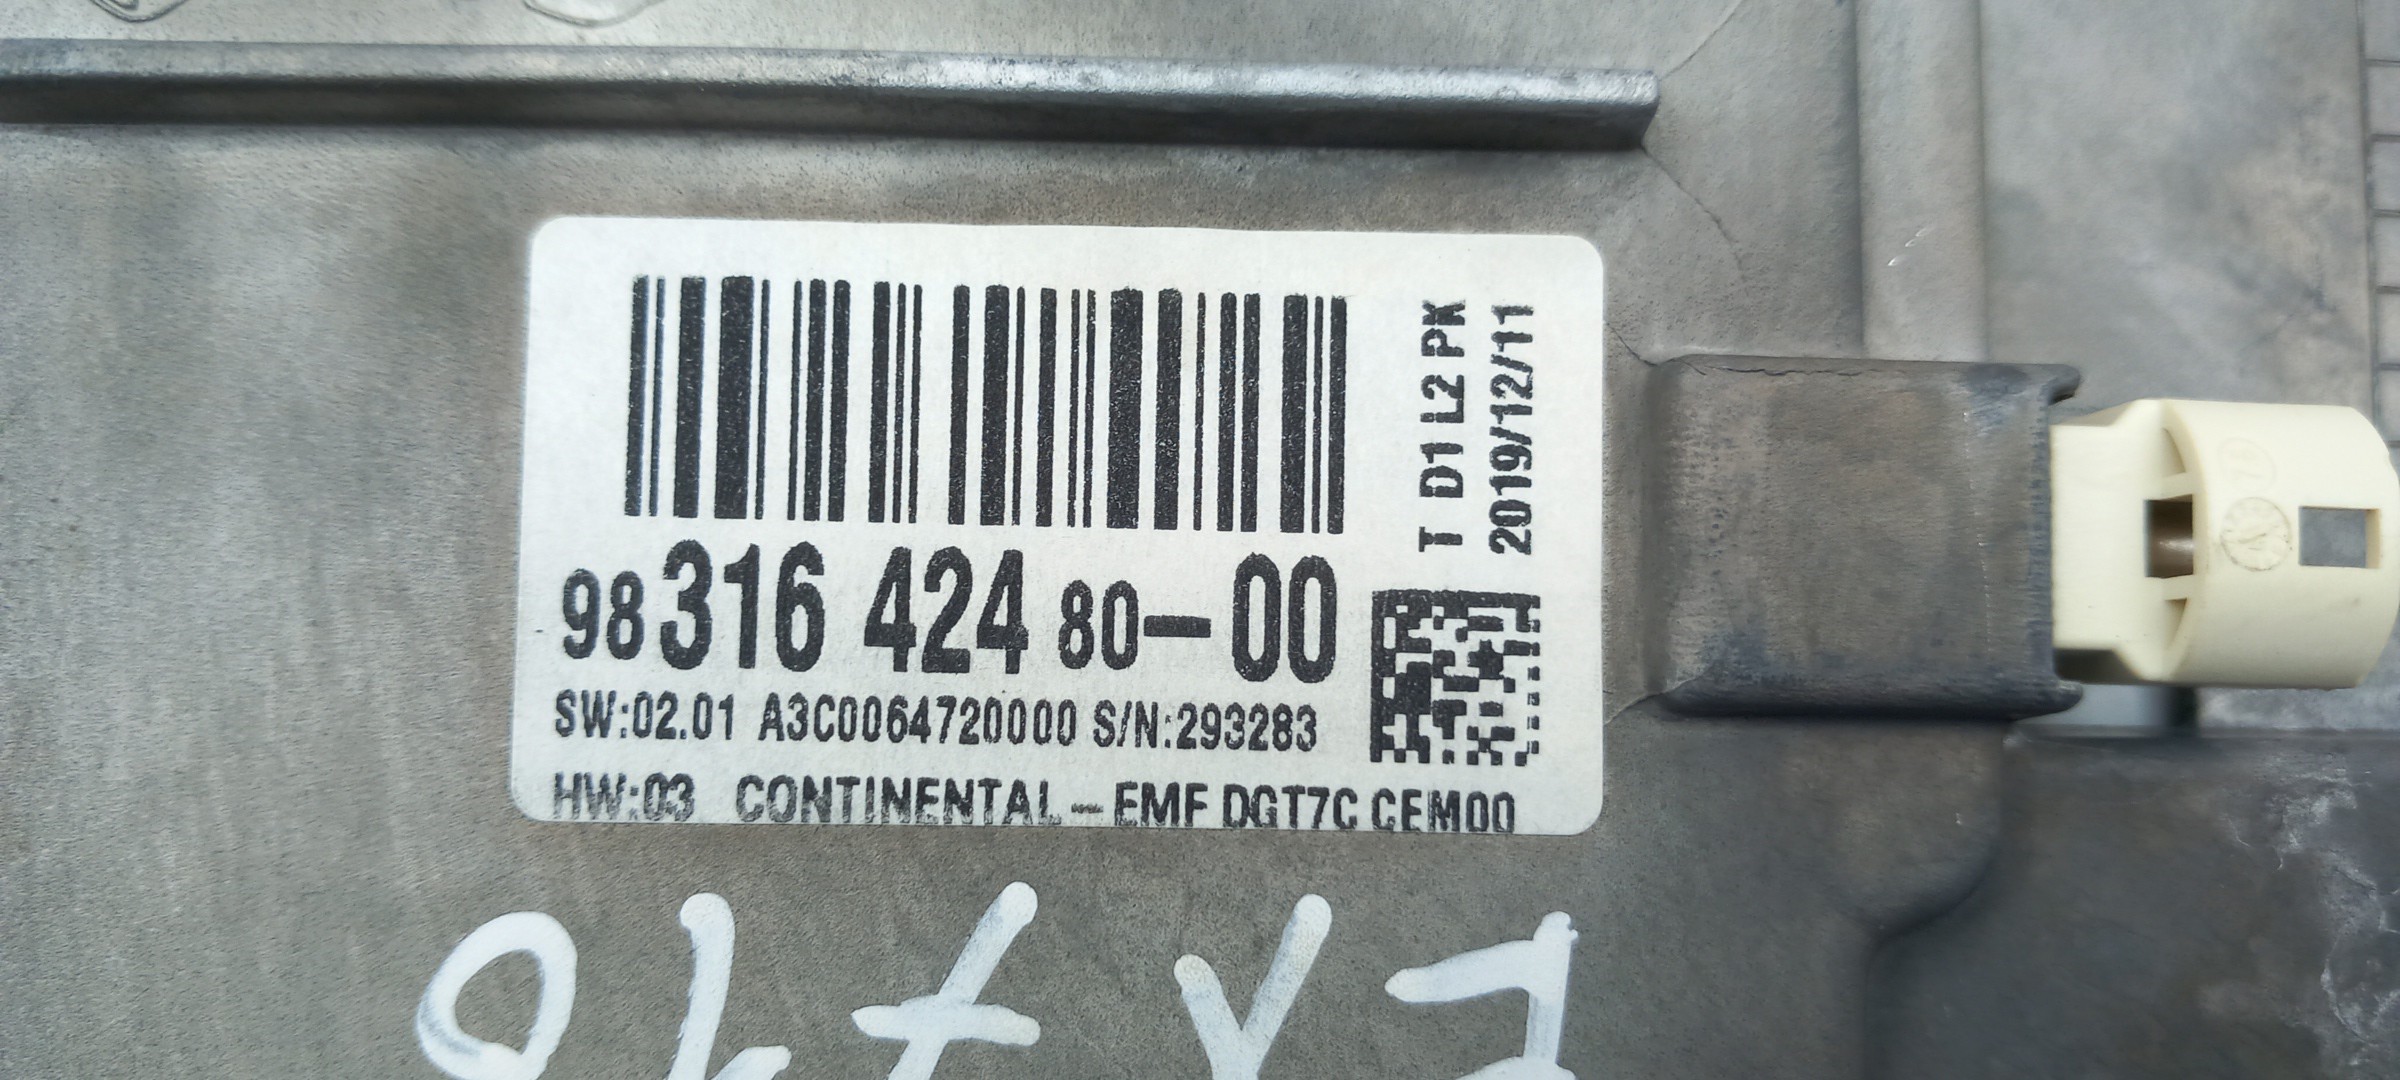 98 316 424 80-00
SW:02.01 A3C0064720000 S/N:293283
HW:03 CONTINENTAL-EMF DGT7C CEM00
T D1 L2 PK
2019/12/11